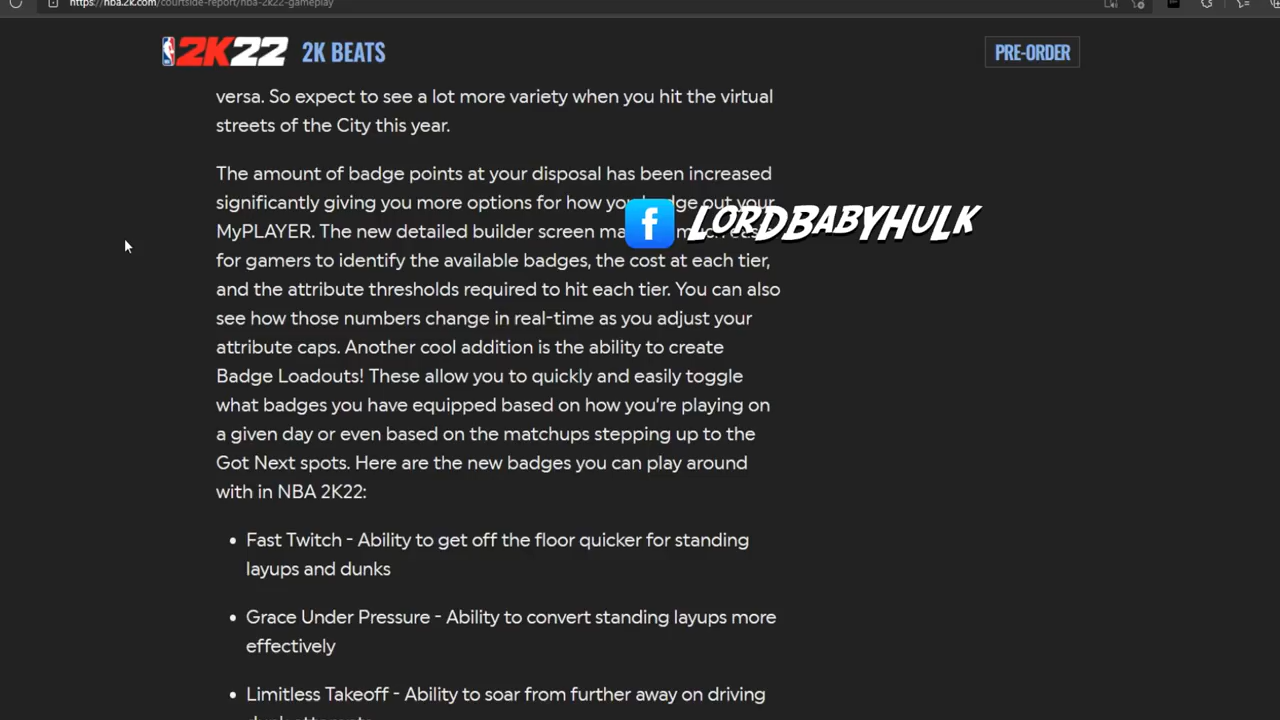 https://nba.2k.com/courtside-report/nba-2k22-gameplay
2K22 2K BEATS
PRE-ORDER
versa. So expect to see a lot more variety when you hit the virtual
streets of the City this year.
The amount of badge points at your disposal has been increased
significantly giving you more options for how you badge out your
MyPLAYER. The new detailed builder screen
LORDBABYHULK
for gamers to identify the available badges, the cost at each tier,
and the attribute thresholds required to hit each tier. You can also
see how those numbers change in real-time as you adjust your
attribute caps. Another cool addition is the ability to create
Badge Loadouts! These allow you to quickly and easily toggle
what badges you have equipped based on how you’re playing on
a given day or even based on the matchups stepping up to the
Got Next spots. Here are the new badges you can play around
with in NBA 2K22:
• Fast Twitch - Ability to get off the floor quicker for standing
layups and dunks
• Grace Under Pressure - Ability to convert standing layups more
effectively
• Limitless Takeoff - Ability to soar from further away on driving